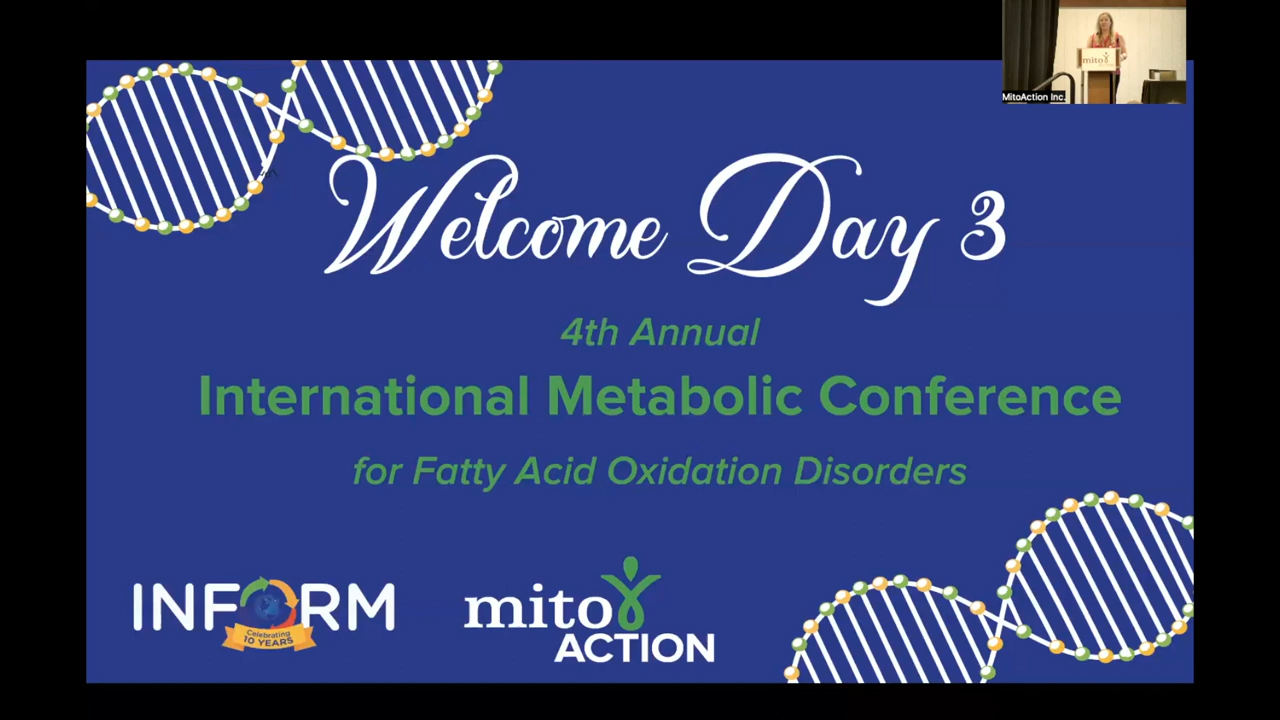 mito
MitoAction Inc.
Welcome Day 3
4th Annual
International Metabolic Conference
for Fatty Acid Oxidation Disorders
INFORM
Celebrating
10 YEARS
mito
ACTION